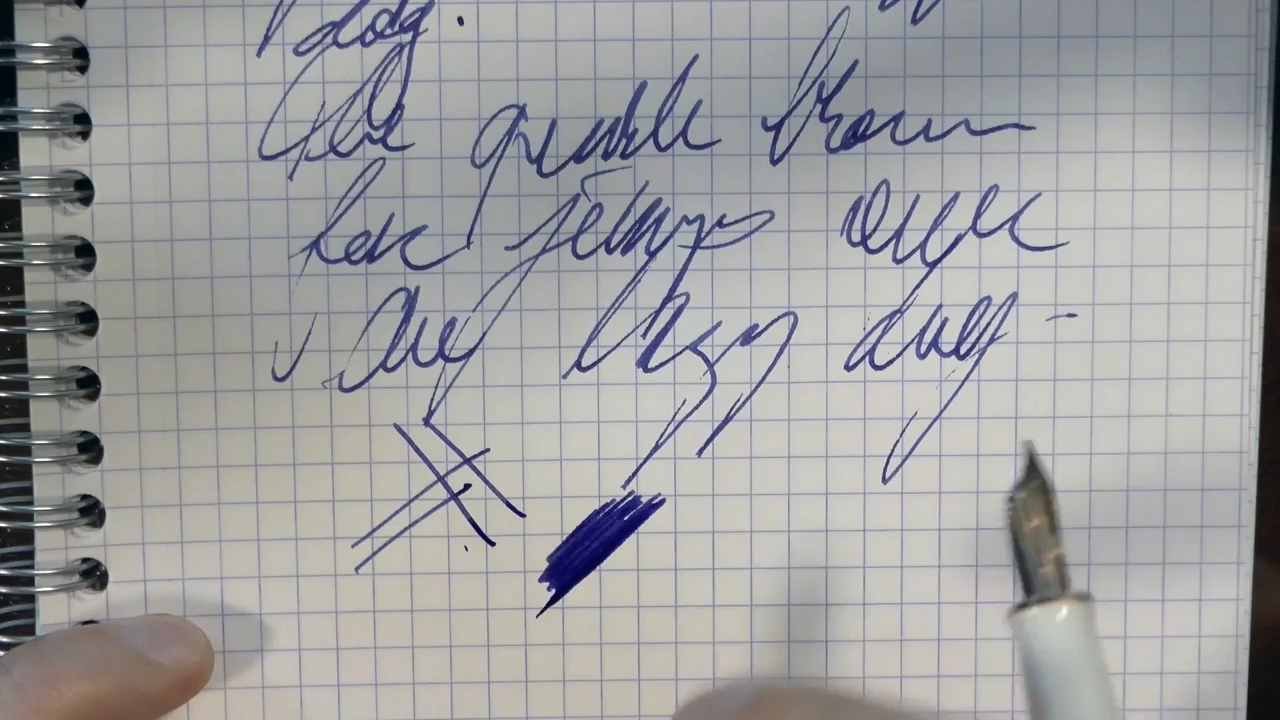 dog.
The quick brown
fox jumps over
the lazy dog